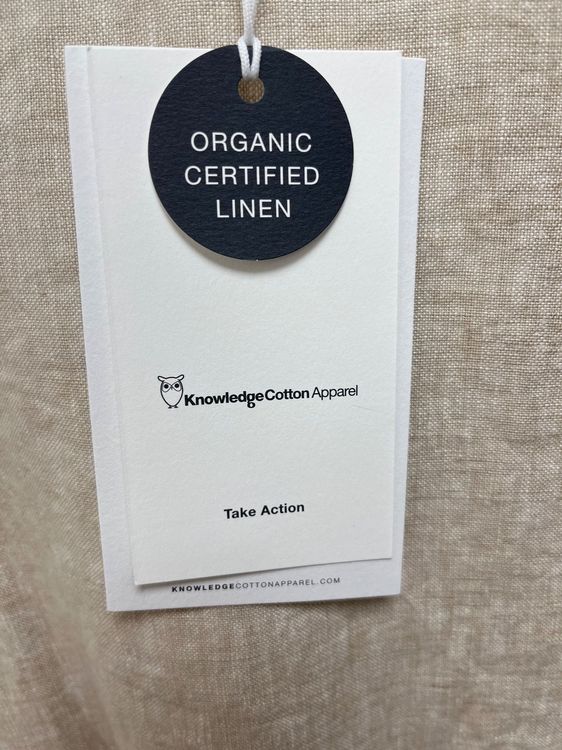 ORGANIC
CERTIFIED
LINEN
KnowledgeCotton Apparel
Take Action
KNOWLEDGECOTTONAPPAREL.COM